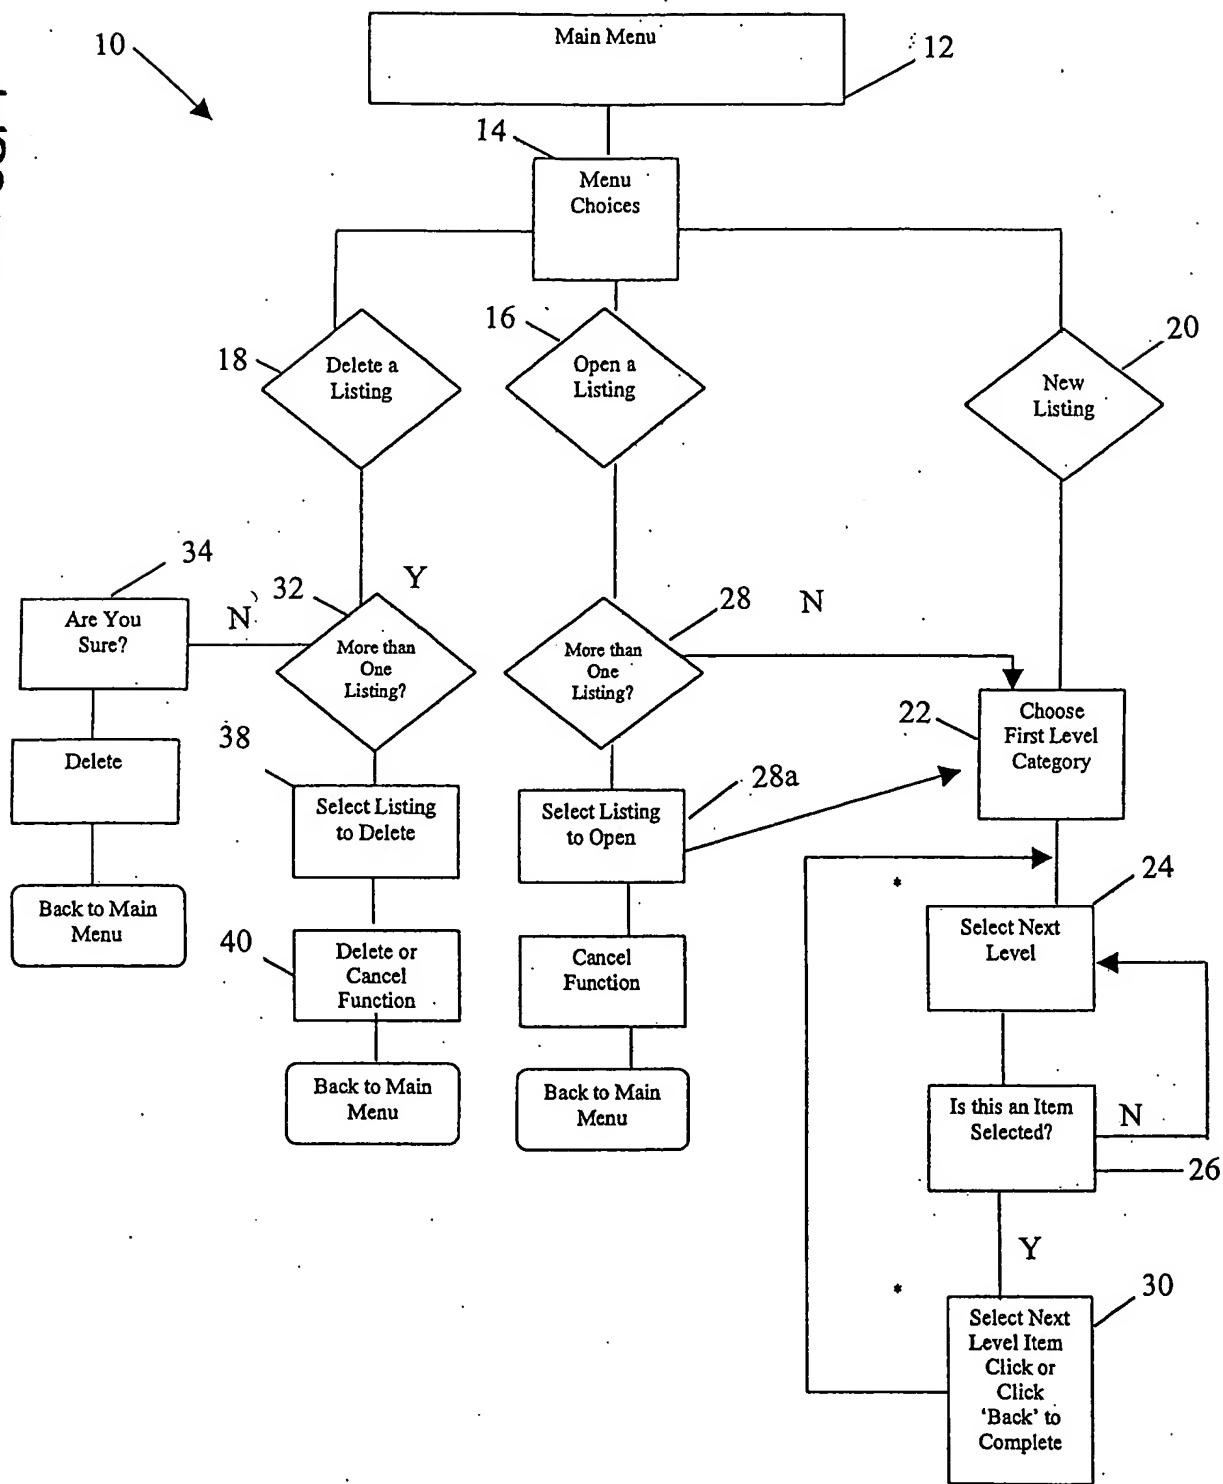 10
Main Menu
12
14
Menu
Choices
18
Delete a
Listing
16
Open a
Listing
20
New
Listing
34
Are You
Sure?
N
32
Y
More than
One
Listing?
28
N
More than
One
Listing?
22
Choose
First Level
Category
Delete
38
Select Listing
to Delete
28a
Select Listing
to Open
*
24
Select Next
Level
Back to Main
Menu
40
Delete or
Cancel
Function
Cancel
Function
Back to Main
Menu
Back to Main
Menu
Is this an Item
Selected?
N
26
Y
*
30
Select Next
Level Item
Click or
Click
‘Back’ to
Complete